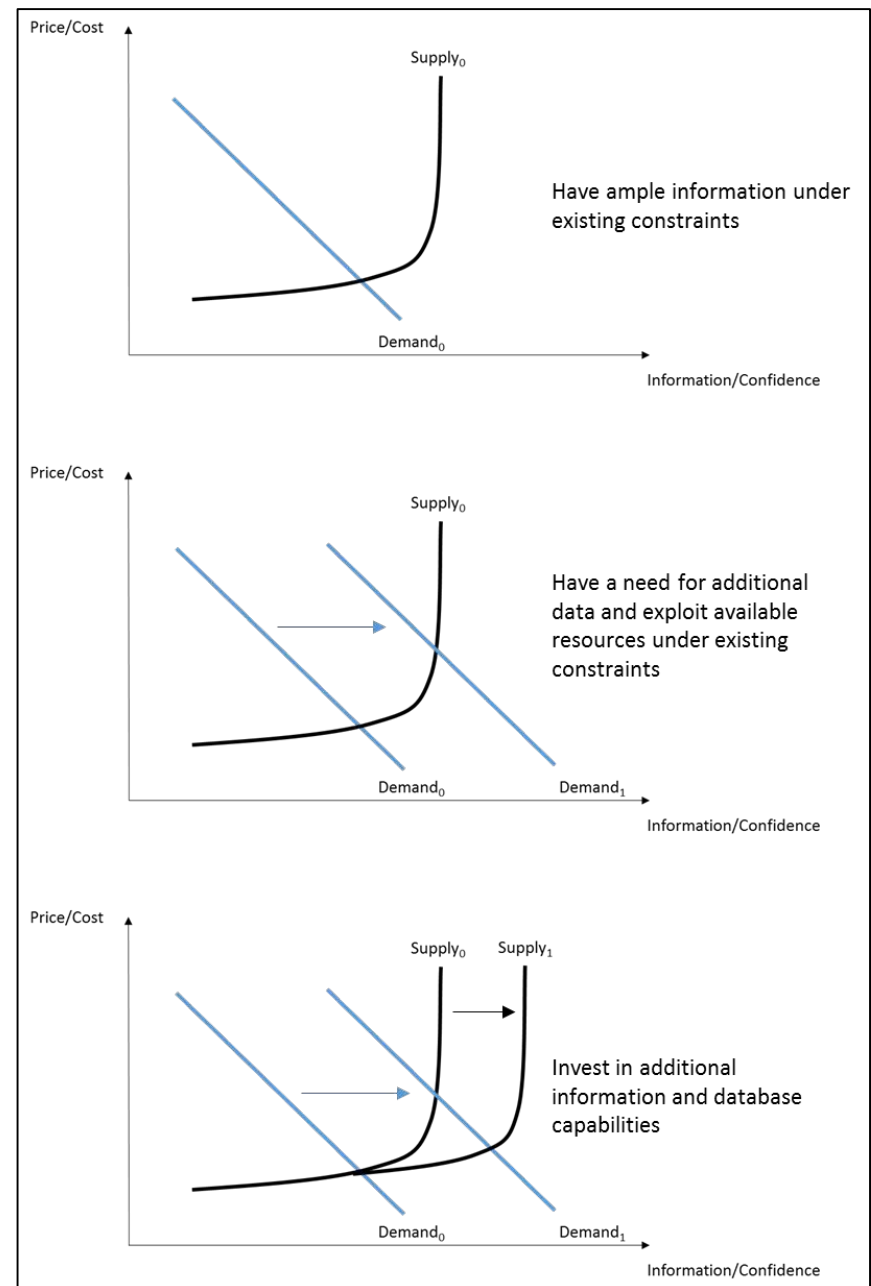 Price/Cost
Supply₀
Have ample information under
existing constraints
Demand₀
Information/Confidence
Price/Cost
Supply₀
Have a need for additional
data and exploit available
resources under existing
constraints
Demand₀ Demand₁
Information/Confidence
Price/Cost
Supply₀ Supply₁
Invest in additional
information and database
capabilities
Demand₀ Demand₁
Information/Confidence